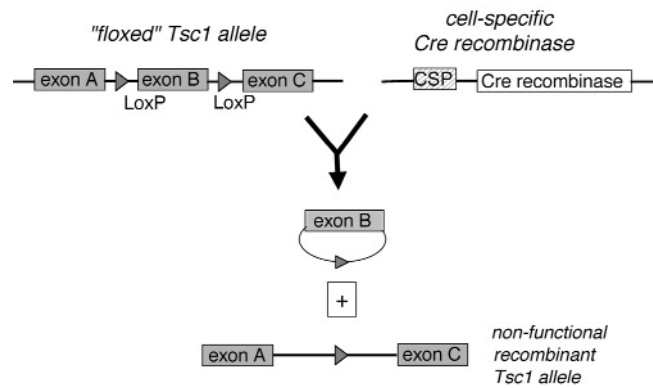 "floxed" Tsc1 allele
cell-specific
Cre recombinase
exon A
exon B
exon C
CSP
Cre recombinase
LoxP
LoxP
exon B
+
exon A
exon C
non-functional
recombinant
Tsc1 allele